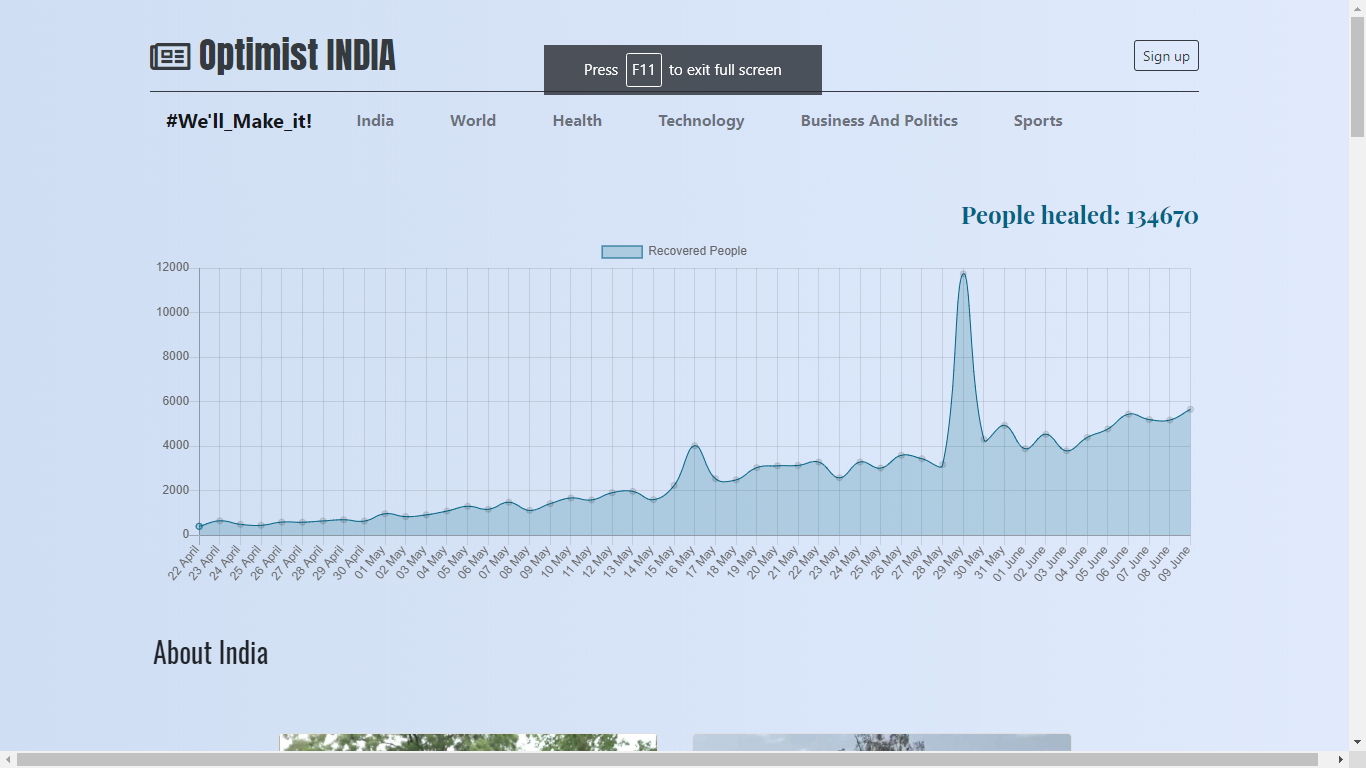 Optimist INDIA
Press F11 to exit full screen
Sign up
#We'll_Make_it! India World Health Technology Business And Politics Sports
People healed: 134670
Recovered People
12000
10000
8000
6000
4000
2000
0
22 April 23 April 24 April 25 April 26 April 27 April 28 April 29 April 30 April 01 May 02 May 03 May 04 May 05 May 06 May 07 May 08 May 09 May 10 May 11 May 12 May 13 May 14 May 15 May 16 May 17 May 18 May 19 May 20 May 21 May 22 May 23 May 24 May 25 May 26 May 27 May 28 May 29 May 30 May 31 May 01 June 02 June 03 June 04 June 05 June 06 June 07 June 08 June 09 June
About India